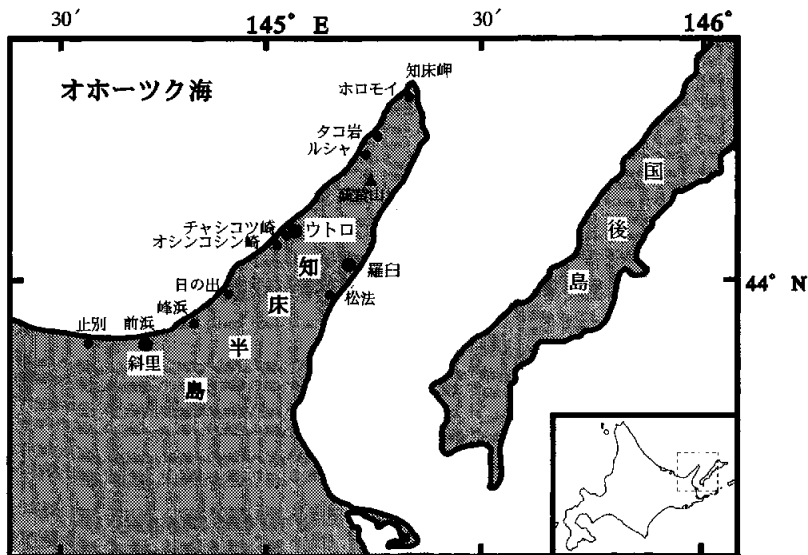 30′
145° E
30′
146°
オホーツク海
知床岬
ホロモイ
タコ岩
ルシャ
チャシコツ崎
ウトロ
オシンコシン崎
羅臼
日の出
松法
峰浜
止別
前浜
斜里
知床半島
国後島
44° N